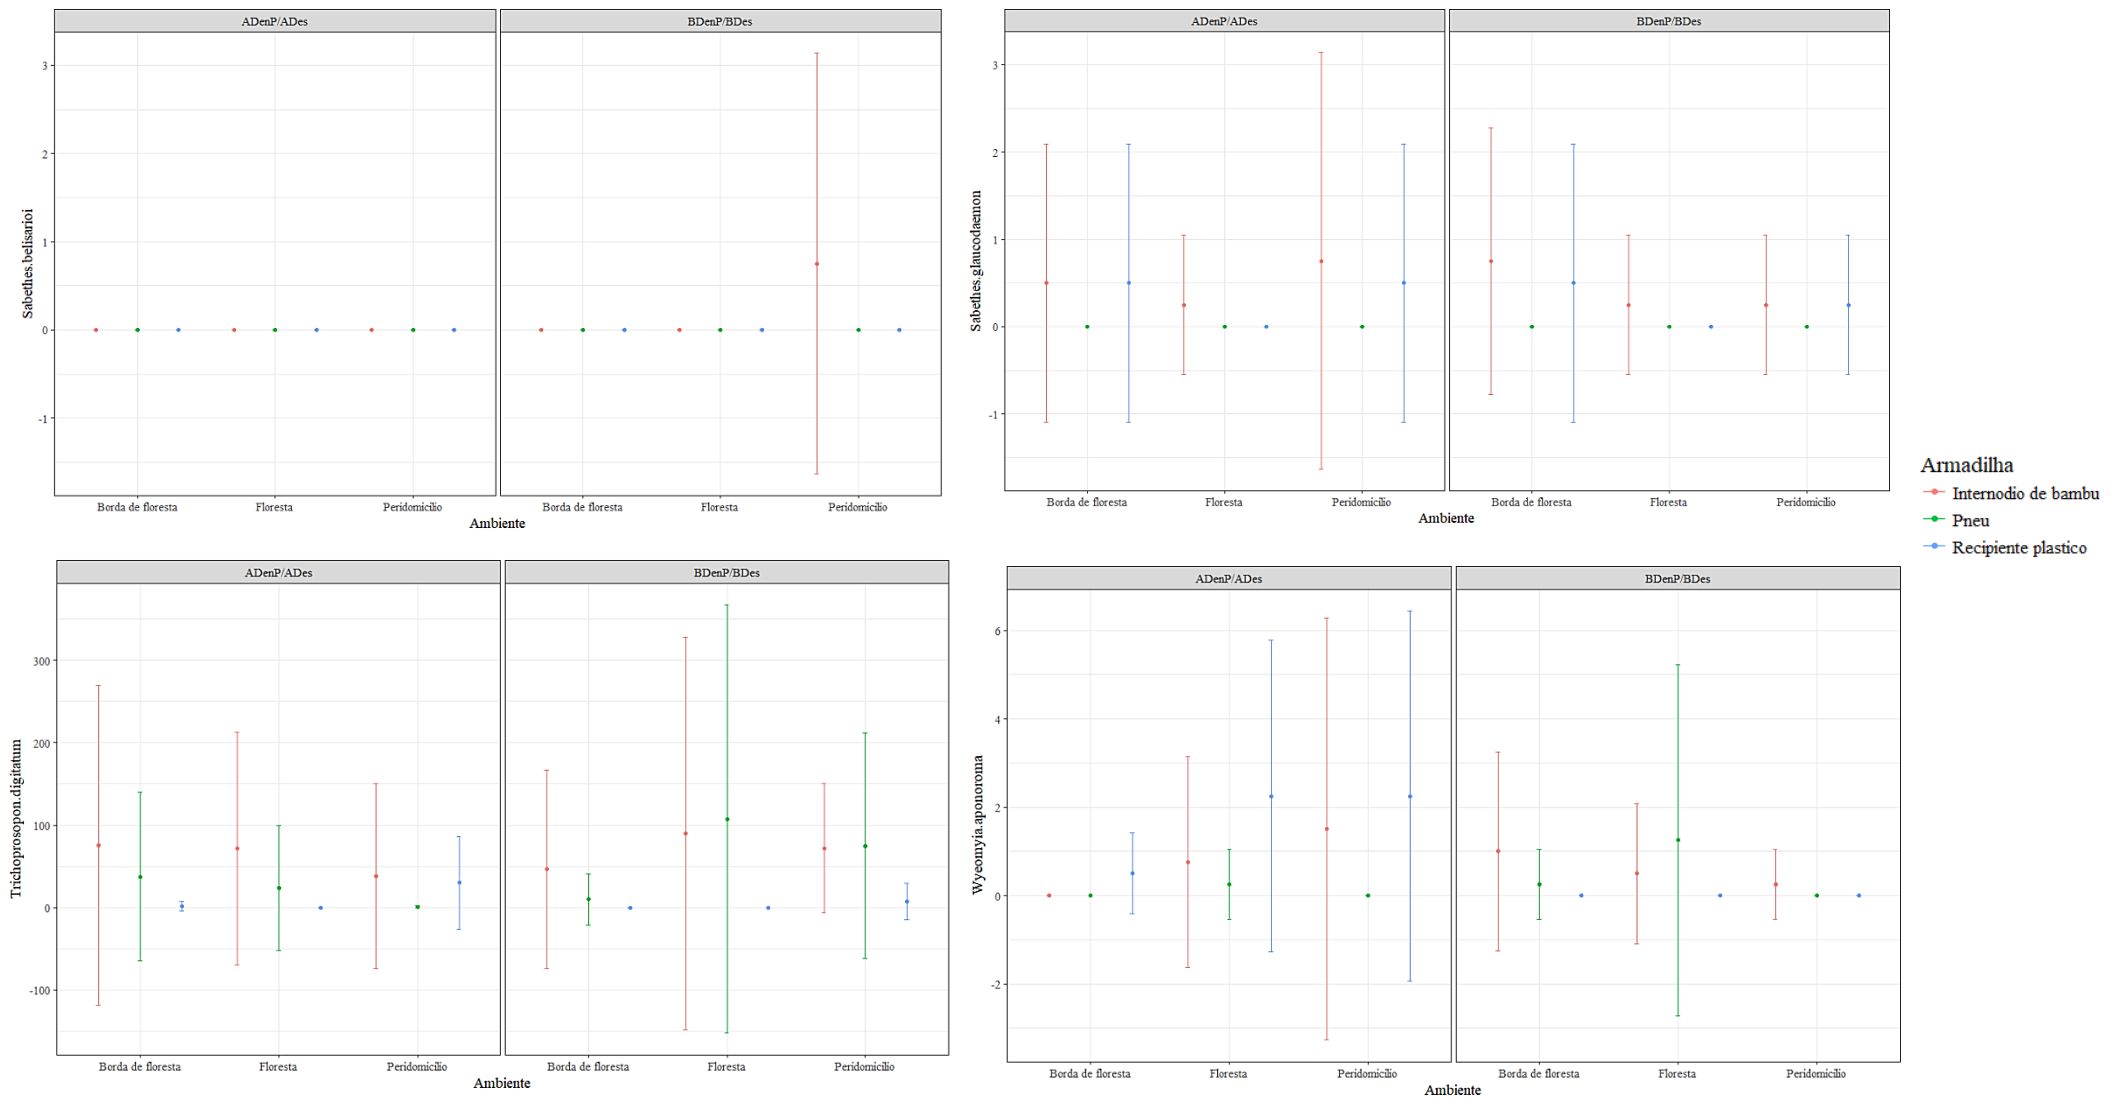 ADenP/ADes
BDenP/BDes
Sabethes.belisarioi
3
2
1
0
-1
Borda de floresta
Floresta
Peridomicilio
Borda de floresta
Floresta
Peridomicilio
Ambiente
ADenP/ADes
BDenP/BDes
Sabethes.glaucodaemon
3
2
1
0
-1
Borda de floresta
Floresta
Peridomicilio
Borda de floresta
Floresta
Peridomicilio
Ambiente
Armadilha
Internodio de bambu
Pneu
Recipiente plastico
ADenP/ADes
BDenP/BDes
Trichoprosopon.digitatum
300
200
100
0
-100
Borda de floresta
Floresta
Peridomicilio
Borda de floresta
Floresta
Peridomicilio
Ambiente
ADenP/ADes
BDenP/BDes
Wyeomyia.aponoroma
6
4
2
0
-2
Borda de floresta
Floresta
Peridomicilio
Borda de floresta
Floresta
Peridomicilio
Ambiente